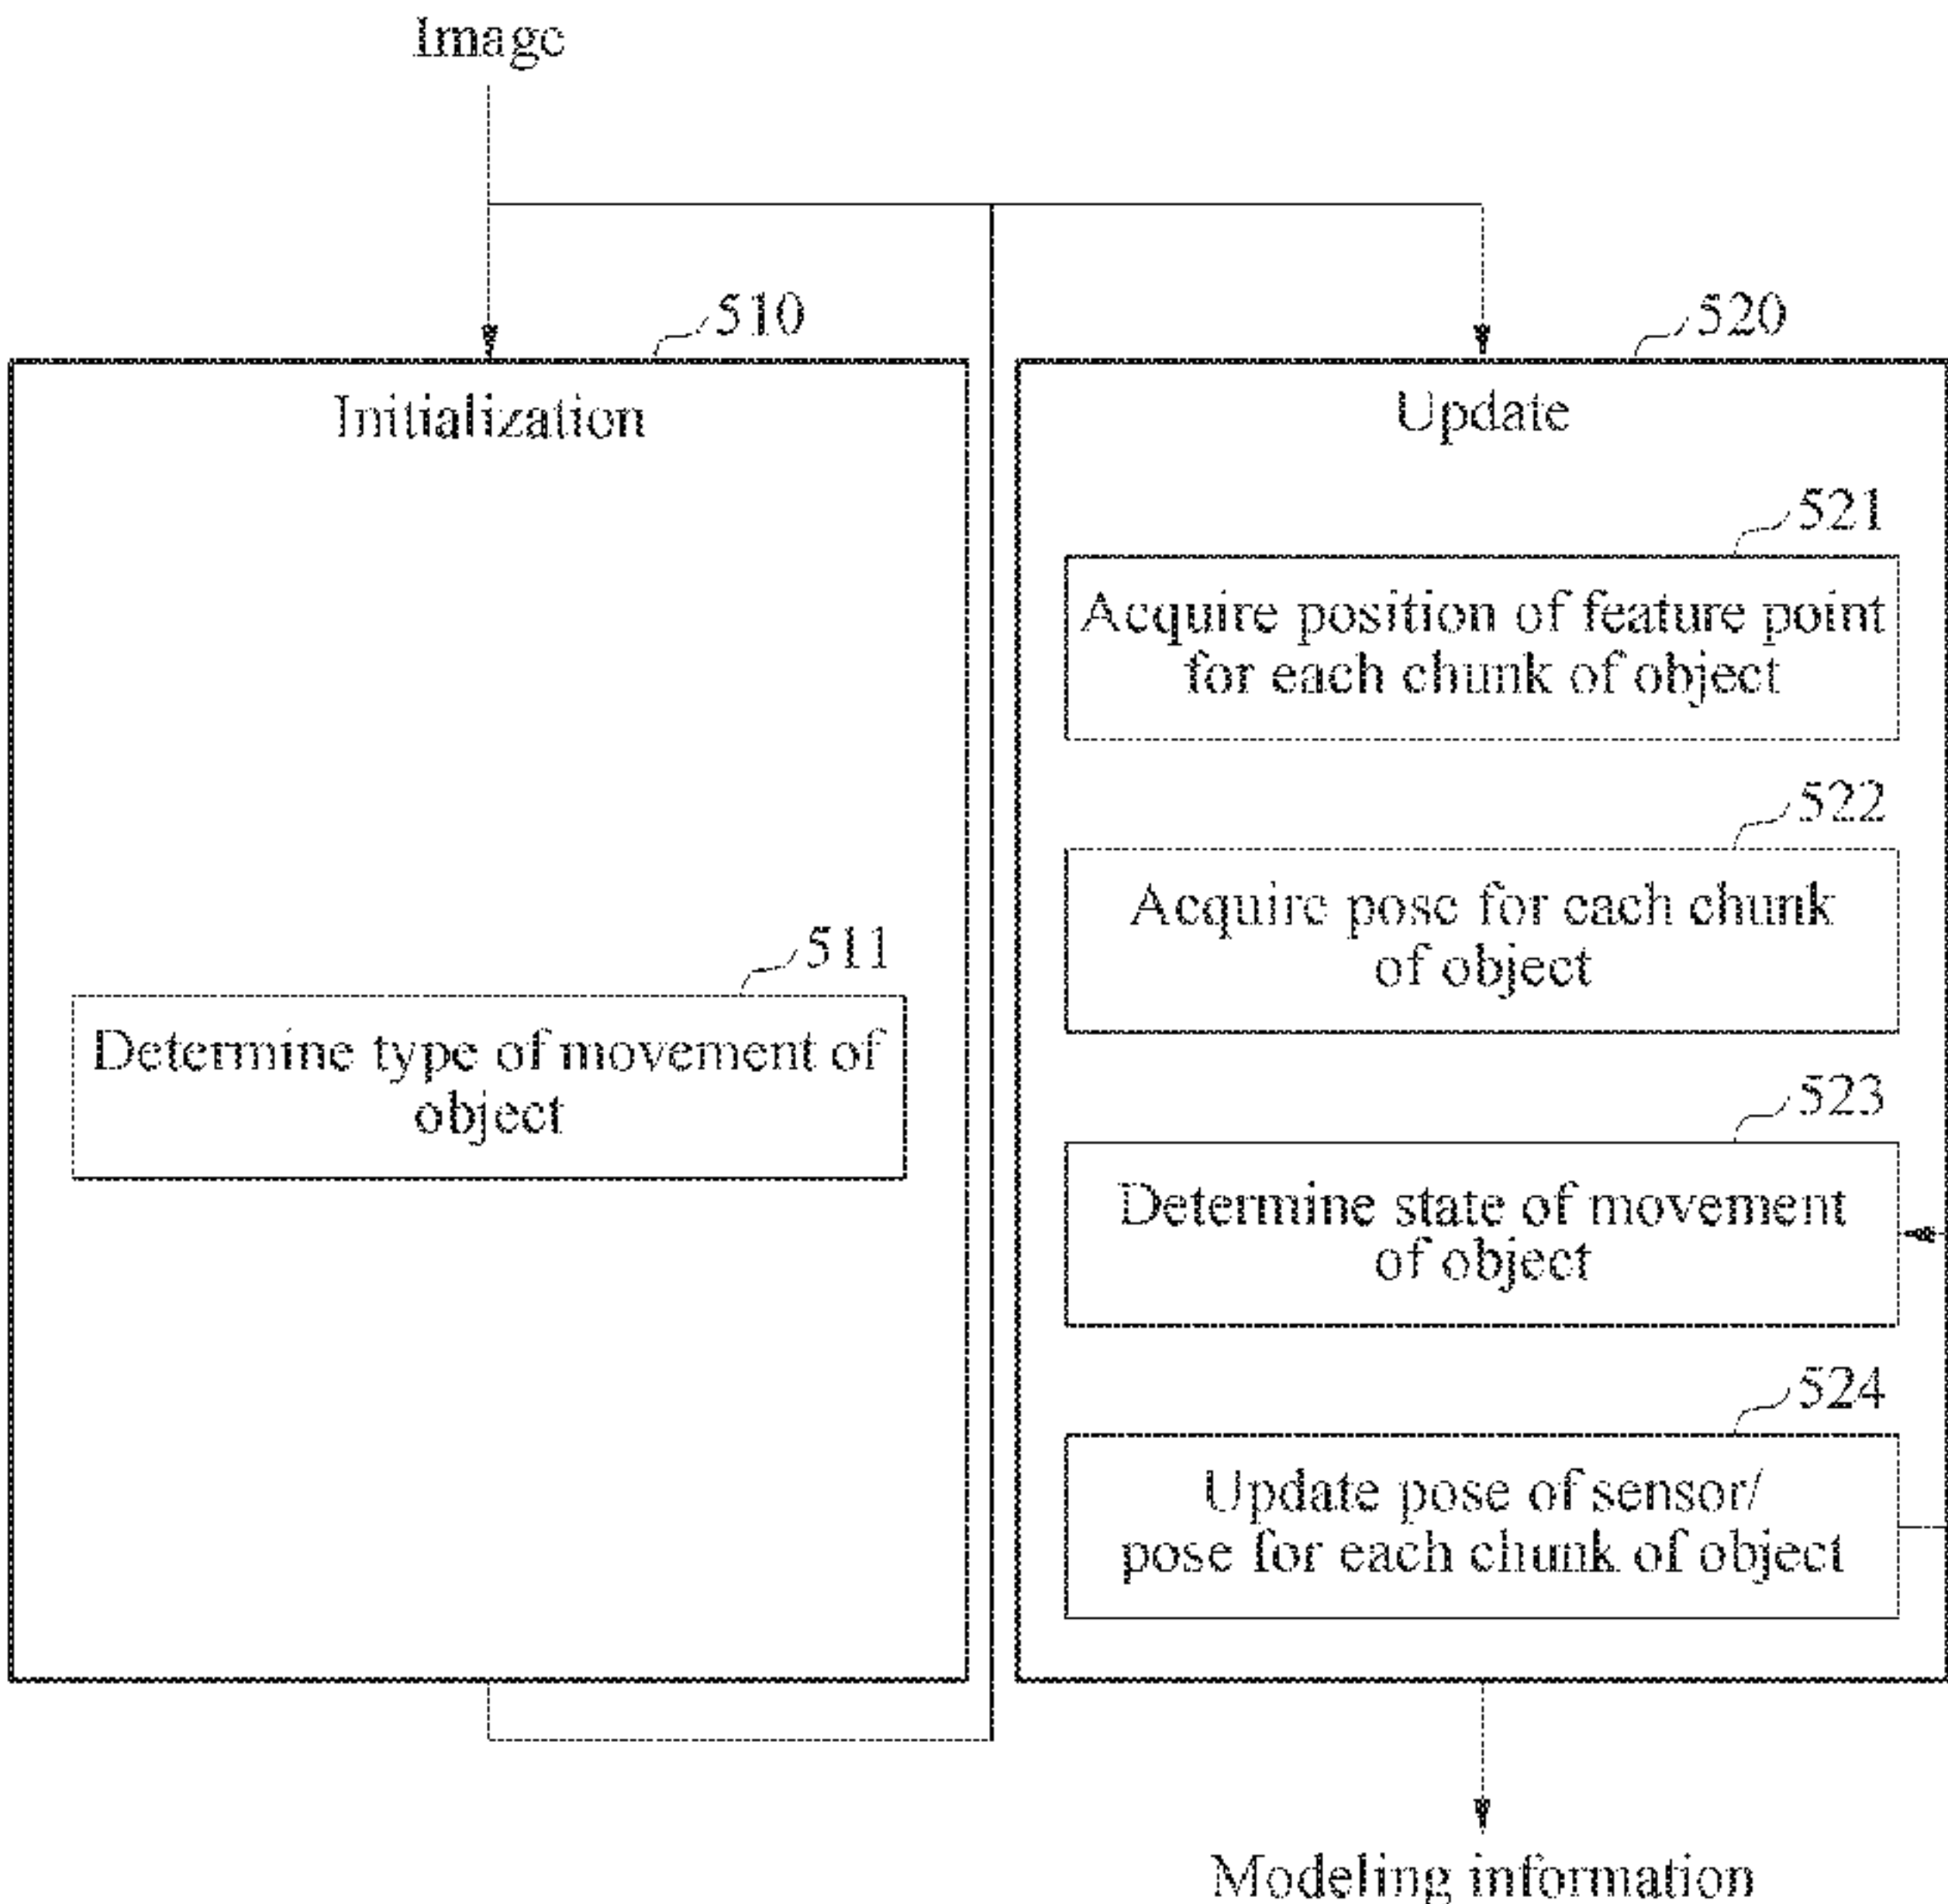 Image
510
Initialization
511
Determine type of movement of
object
520
Update
521
Acquire position of feature point
for each chunk of object
522
Acquire pose for each chunk
of object
523
Determine state of movement
of object
524
Update pose of sensor/
pose for each chunk of object
Modeling information